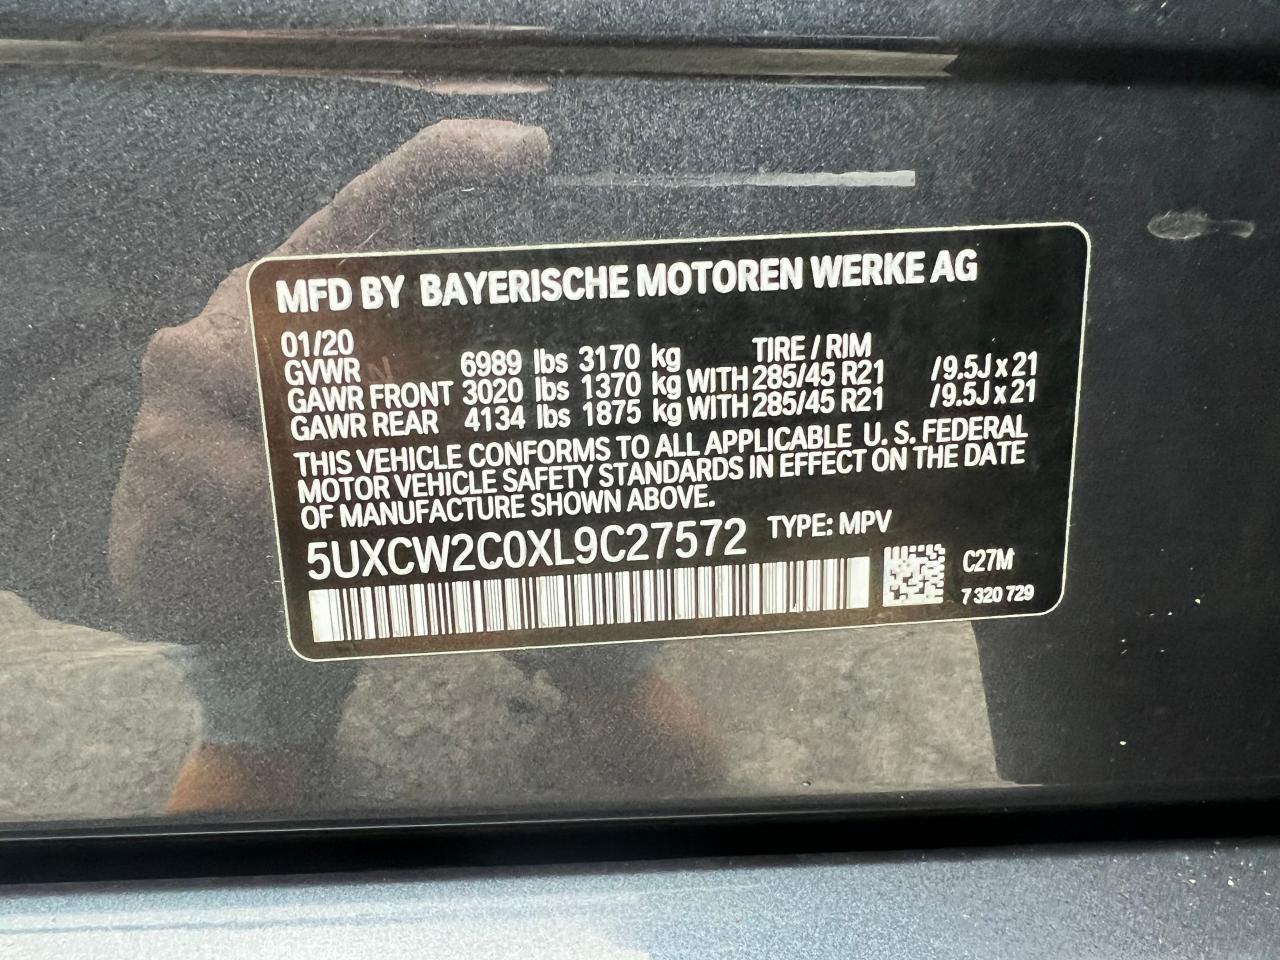 MFD BY BAYERISCHE MOTOREN WERKE AG
01/20 TIRE / RIM
GVWR 6989 lbs 3170 kg
GAWR FRONT 3020 lbs 1370 kg WITH 285/45 R21 /9.5J x 21
GAWR REAR 4134 lbs 1875 kg WITH 285/45 R21 /9.5J x 21
THIS VEHICLE CONFORMS TO ALL APPLICABLE U. S. FEDERAL
MOTOR VEHICLE SAFETY STANDARDS IN EFFECT ON THE DATE
OF MANUFACTURE SHOWN ABOVE.
5UXCW2C0XL9C27572 TYPE: MPV
C27M
7 320 729